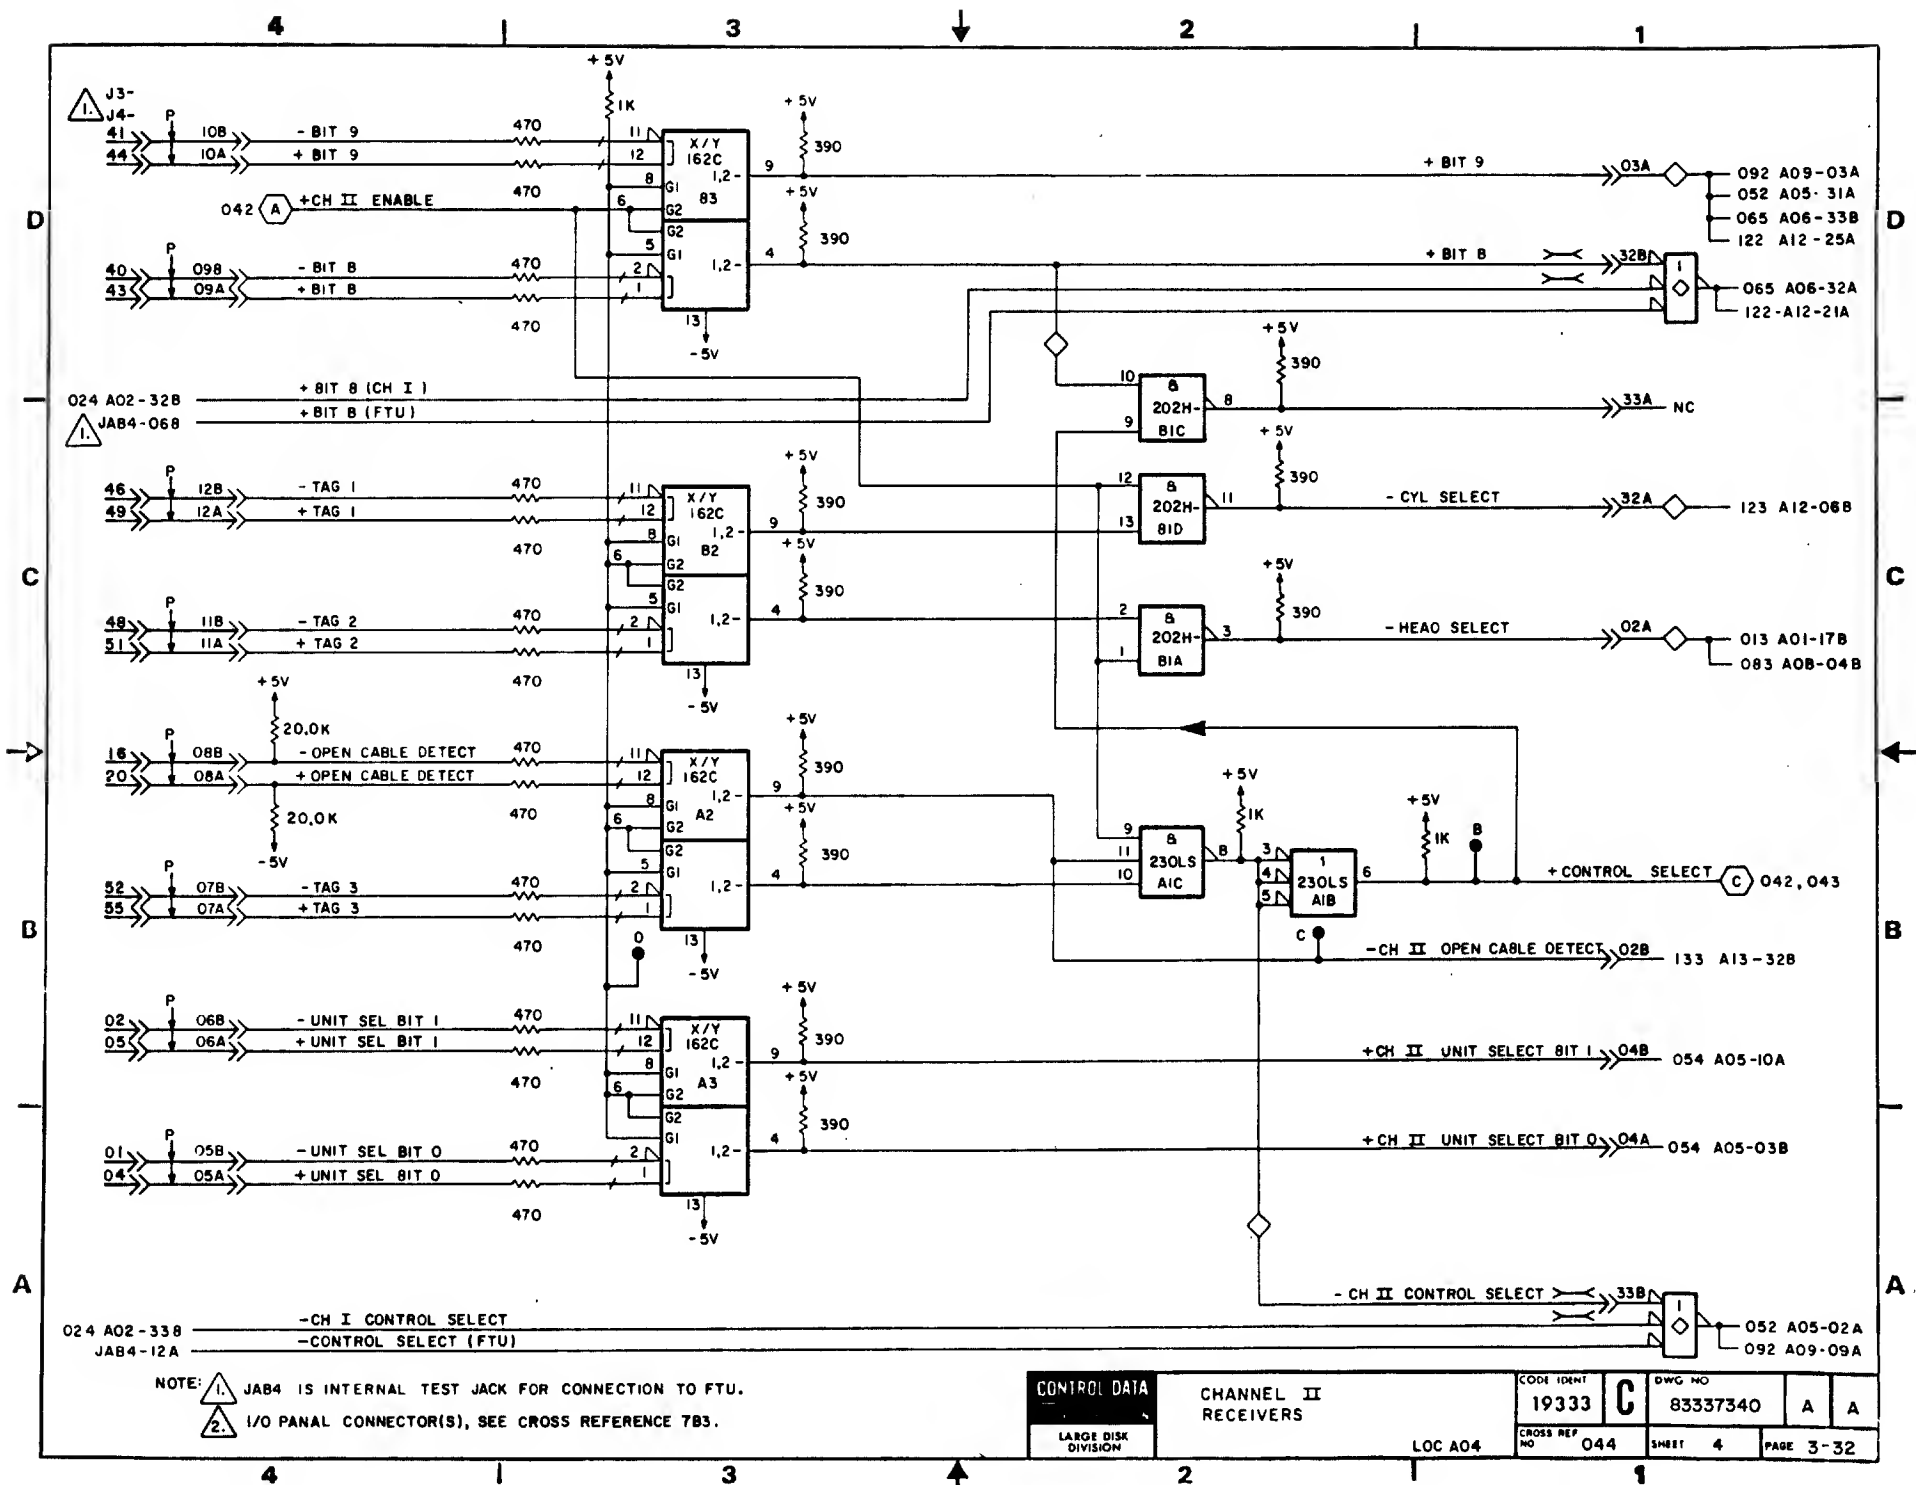 4 3 2 1
+5V
1K
1. J3-
J4-
P
41 10B - BIT 9 470 11
44 10A + BIT 9 470 12
X/Y
162C
1,2- 9
8 G1
83
6 G2
G2
5 G1
1,2- 4
+5V
390
+5V
390
+ BIT 9 03A 092 A09-03A
052 A05-31A
065 A06-33B
122 A12-25A
042 A +CH II ENABLE
D D
P
40 09B - BIT 8 470 2
43 09A + BIT 8 470 1
13
-5V
+ BIT 8 32B 1
065 A06-32A
122-A12-21A
+5V
390
024 A02-32B + BIT 8 (CH I)
1. JAB4-06B + BIT 8 (FTU)
10 & 8
202H-
9 B1C
33A NC
+5V
390
P
46 12B - TAG 1 470 11
49 12A + TAG 1 470 12
X/Y
162C
1,2- 9
8 G1
B2
6 G2
G2
5 G1
1,2- 4
+5V
390
+5V
390
12 & 11
202H-
13 B1D
- CYL SELECT 32A 123 A12-06B
C C
P
48 11B - TAG 2 470 2
51 11A + TAG 2 470 1
13
-5V
+5V
390
2 & 3
202H-
1 B1A
-HEAD SELECT 02A 013 A01-17B
083 A08-04B
+5V
20.0K
P
16 08B - OPEN CABLE DETECT 470 11
20 08A + OPEN CABLE DETECT 470 12
20.0K
-5V
X/Y
162C
1,2- 9
8 G1
A2
6 G2
G2
5 G1
1,2- 4
+5V
390
+5V
390
9 & 8
11 230LS
10 A1C
+5V
1K
3 1 6
4 230LS
5 A1B
+5V
1K
B
+CONTROL SELECT C 042,043
P
52 07B - TAG 3 470 2
55 07A + TAG 3 470 1
13
-5V
D
C
-CH II OPEN CABLE DETECT 02B 133 A13-32B
B B
P
02 06B - UNIT SEL BIT 1 470 11
05 06A + UNIT SEL BIT 1 470 12
X/Y
162C
1,2- 9
8 G1
A3
6 G2
G2
G1
1,2- 4
+5V
390
+5V
390
+CH II UNIT SELECT BIT 1 04B 054 A05-10A
P
01 05B - UNIT SEL BIT 0 470 2
04 05A + UNIT SEL BIT 0 470 1
13
-5V
+CH II UNIT SELECT BIT 0 04A 054 A05-03B
A A
- CH II CONTROL SELECT 33B 1
024 A02-33B -CH I CONTROL SELECT
JAB4-12A -CONTROL SELECT (FTU)
052 A05-02A
092 A09-09A
NOTE: 1. JAB4 IS INTERNAL TEST JACK FOR CONNECTION TO FTU.
2. I/O PANAL CONNECTOR(S), SEE CROSS REFERENCE 7B3.
CONTROL DATA
LARGE DISK
DIVISION
CHANNEL II
RECEIVERS
LOC A04
CODE IDENT
19333 C
DWG NO
83337340 A A
CROSS REF
NO 044
SHEET 4
PAGE 3-32
4 3 2 1